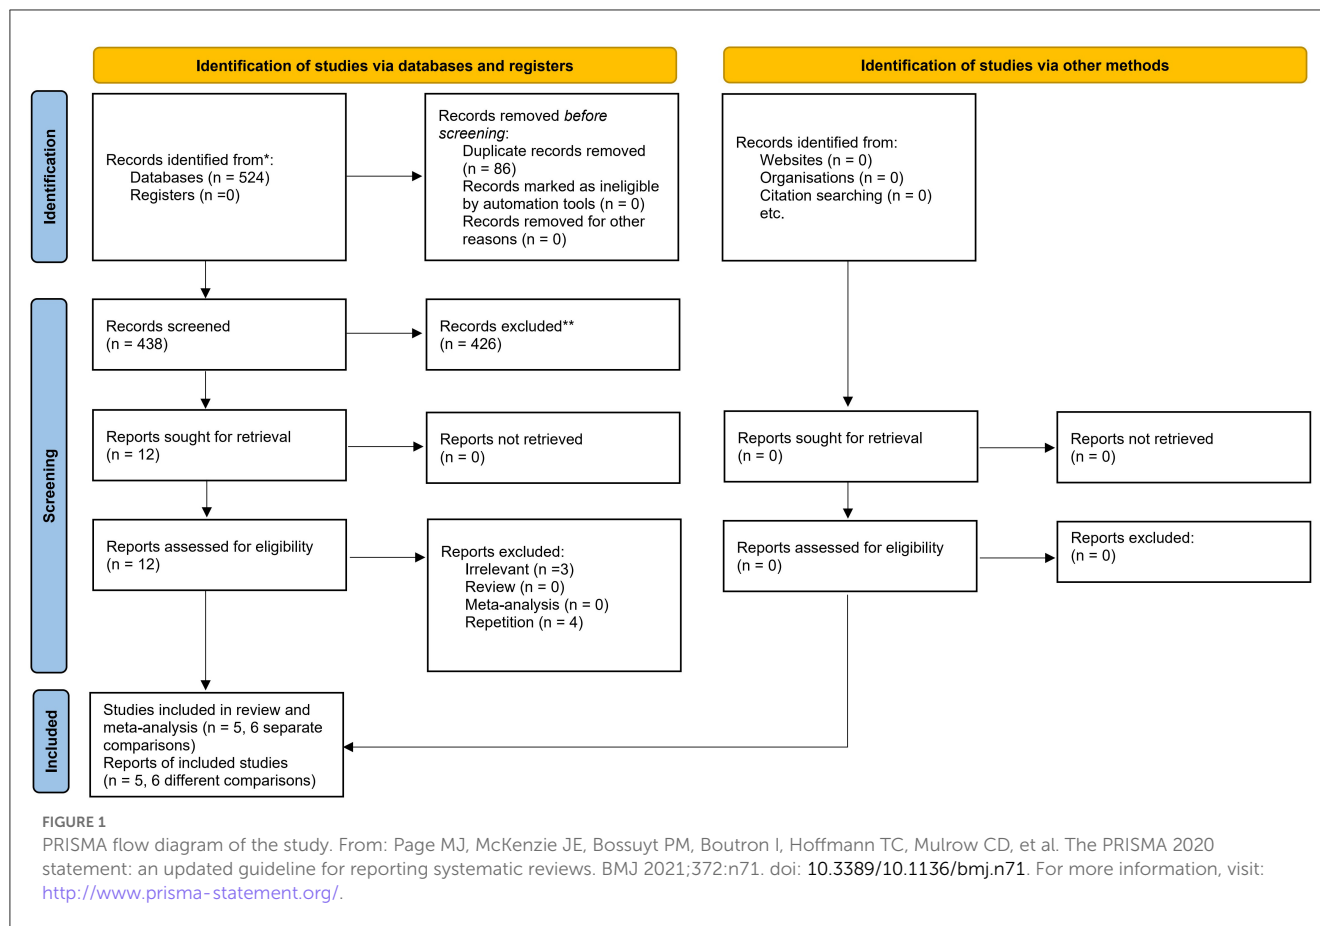 Identification of studies via databases and registers
Identification of studies via other methods
Identification
Records identified from*:
Databases (n = 524)
Registers (n =0)
Records removed before
screening:
Duplicate records removed
(n = 86)
Records marked as ineligible
by automation tools (n = 0)
Records removed for other
reasons (n = 0)
Records identified from:
Websites (n = 0)
Organisations (n = 0)
Citation searching (n = 0)
etc.
Screening
Records screened
(n = 438)
Records excluded**
(n = 426)
Reports sought for retrieval
(n = 12)
Reports not retrieved
(n = 0)
Reports sought for retrieval
(n = 0)
Reports not retrieved
(n = 0)
Reports assessed for eligibility
(n = 12)
Reports excluded:
Irrelevant (n =3)
Review (n = 0)
Meta-analysis (n = 0)
Repetition (n = 4)
Reports assessed for eligibility
(n = 0)
Reports excluded:
(n = 0)
Included
Studies included in review and
meta-analysis (n = 5, 6 separate
comparisons)
Reports of included studies
(n = 5, 6 different comparisons)
FIGURE 1
PRISMA flow diagram of the study. From: Page MJ, McKenzie JE, Bossuyt PM, Boutron I, Hoffmann TC, Mulrow CD, et al. The PRISMA 2020
statement: an updated guideline for reporting systematic reviews. BMJ 2021;372:n71. doi: 10.3389/10.1136/bmj.n71. For more information, visit:
http://www.prisma-statement.org/.